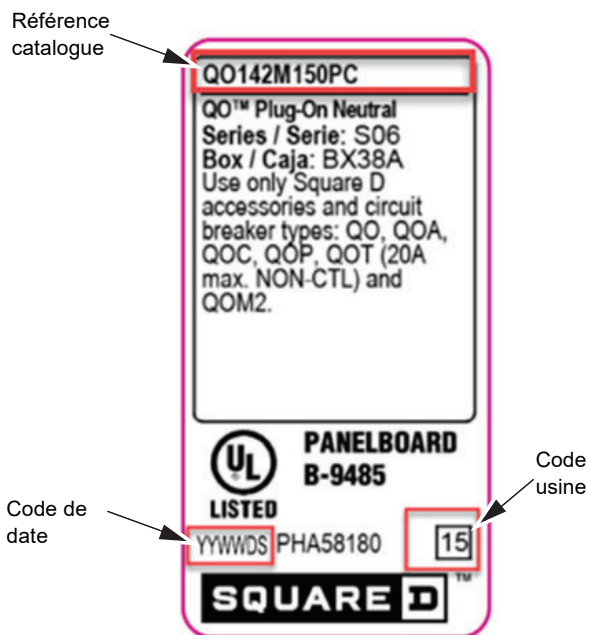 Référence
catalogue
QO142M150PC
QO™ Plug-On Neutral
Series / Serie: S06
Box / Caja: BX38A
Use only Square D
accessories and circuit
breaker types: QO, QOA,
QOC, QOP, QOT (20A
max. NON-CTL) and
QOM2.
UL
LISTED
PANELBOARD
B-9485
Code
usine
Code de
date
YYWWDS PHA58180 15
SQUARE D ™